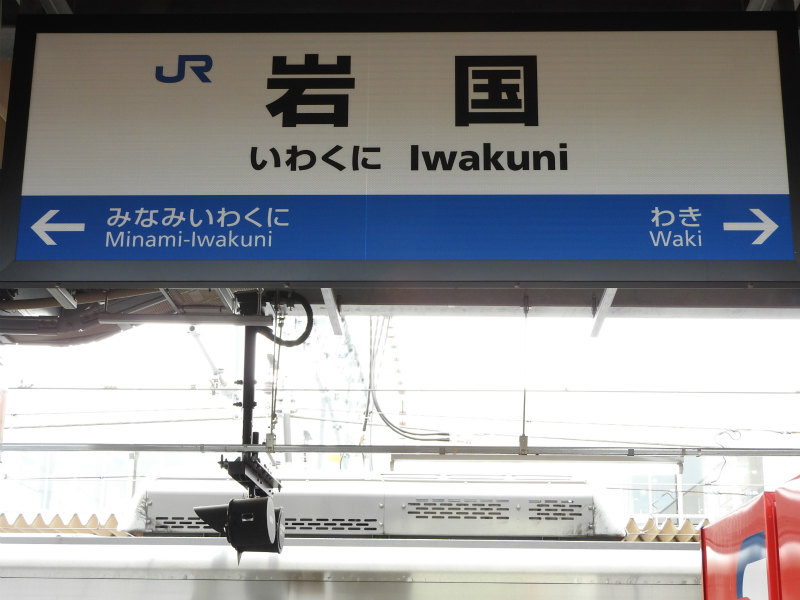 JR 岩国
いわくに Iwakuni
← みなみいわくに わき →
Minami-Iwakuni Waki